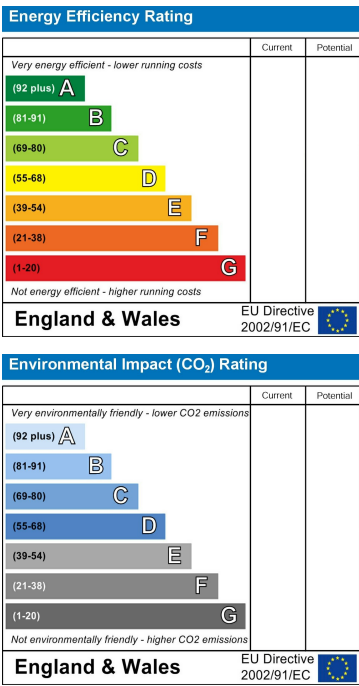 Energy Efficiency Rating
Current Potential
Very energy efficient - lower running costs
(92 plus) A
(81-91) B
(69-80) C
(55-68) D
(39-54) E
(21-38) F
(1-20) G
Not energy efficient - higher running costs
England & Wales
EU Directive
2002/91/EC
Environmental Impact (CO₂) Rating
Current Potential
Very environmentally friendly - lower CO2 emissions
(92 plus) A
(81-91) B
(69-80) C
(55-68) D
(39-54) E
(21-38) F
(1-20) G
Not environmentally friendly - higher CO2 emissions
England & Wales
EU Directive
2002/91/EC